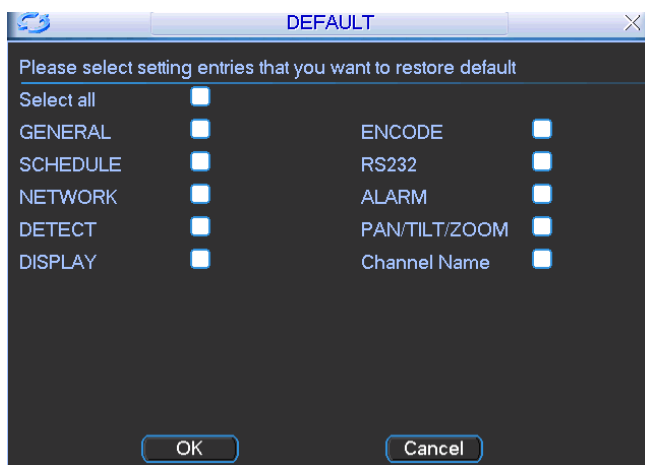 DEFAULT
Please select setting entries that you want to restore default
Select all
GENERAL ENCODE
SCHEDULE RS232
NETWORK ALARM
DETECT PAN/TILT/ZOOM
DISPLAY Channel Name
OK Cancel